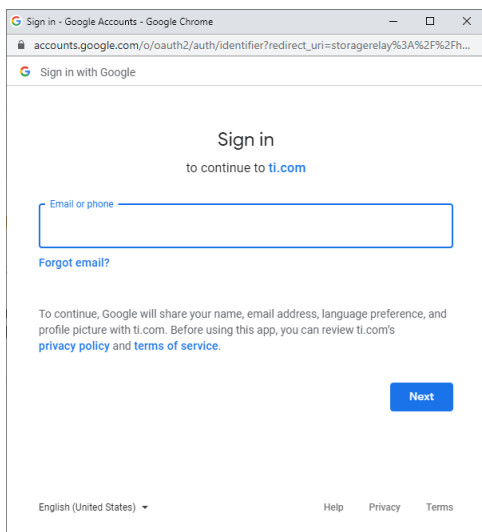 Sign in - Google Accounts - Google Chrome
accounts.google.com/o/oauth2/auth/identifier?redirect_uri=storagerelay%3A%2F%2Fh...
Sign in with Google
Sign in
to continue to ti.com
Email or phone
Forgot email?
To continue, Google will share your name, email address, language preference, and
profile picture with ti.com. Before using this app, you can review ti.com's
privacy policy and terms of service.
Next
English (United States) Help Privacy Terms